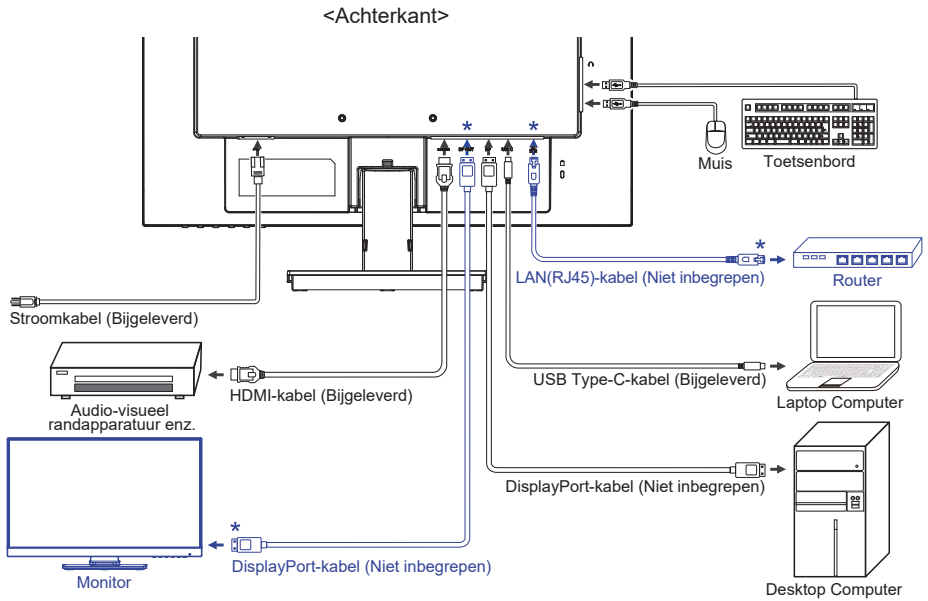 <Achterkant>
*
*
Muis
Toetsenbord
*
LAN(RJ45)-kabel (Niet inbegrepen)
Router
Stroomkabel (Bijgeleverd)
USB Type-C-kabel (Bijgeleverd)
HDMI-kabel (Bijgeleverd)
Laptop Computer
Audio-visueel
randapparatuur enz.
DisplayPort-kabel (Niet inbegrepen)
*
DisplayPort-kabel (Niet inbegrepen)
Monitor
Desktop Computer